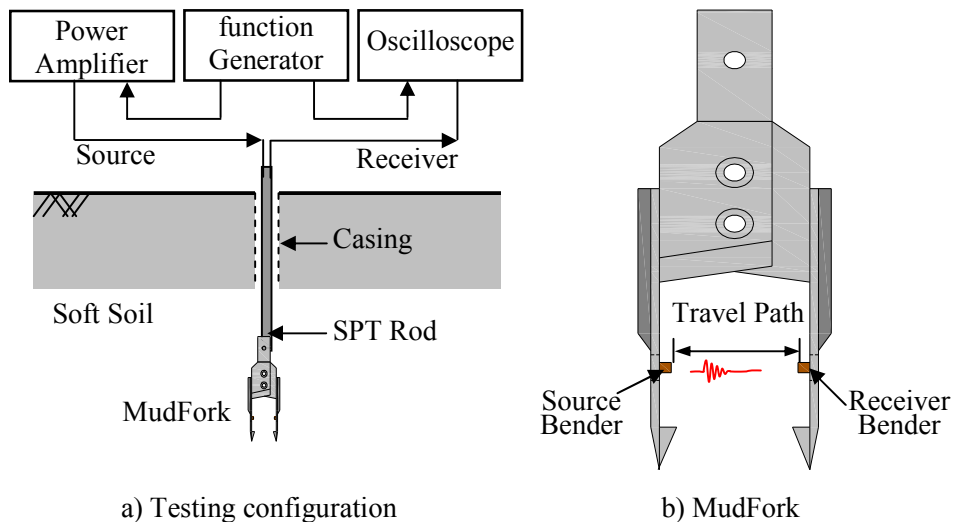 Power
Amplifier
function
Generator
Oscilloscope
Source
Receiver
Casing
Soft Soil
SPT Rod
MudFork
a) Testing configuration
Travel Path
Source
Bender
Receiver
Bender
b) MudFork